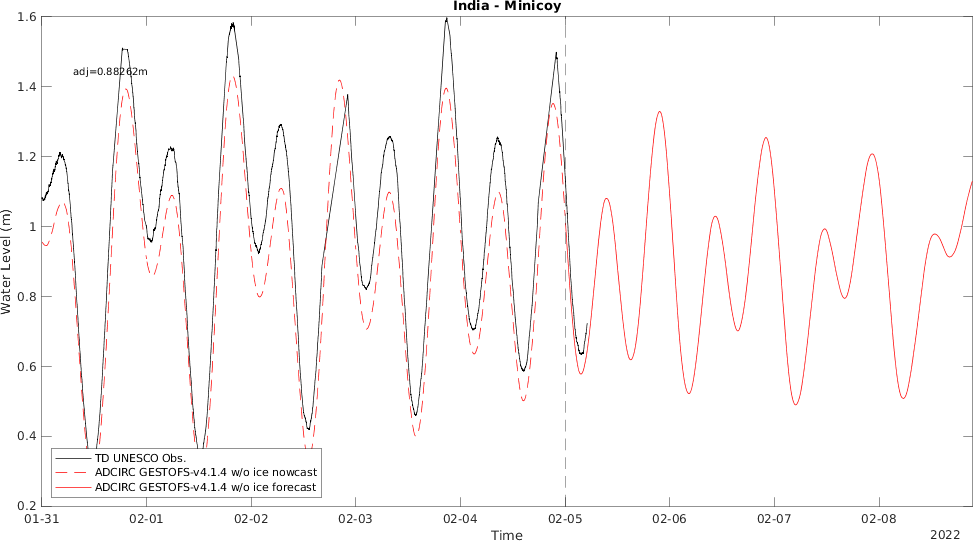 India - Minicoy
1.6
1.4
1.2
1
0.8
0.6
0.4
0.2
Water Level (m)
adj=0.88262m
TD UNESCO Obs.
ADCIRC GESTOFS-v4.1.4 w/o ice nowcast
ADCIRC GESTOFS-v4.1.4 w/o ice forecast
01-31 02-01 02-02 02-03 02-04 02-05 02-06 02-07 02-08
Time
2022